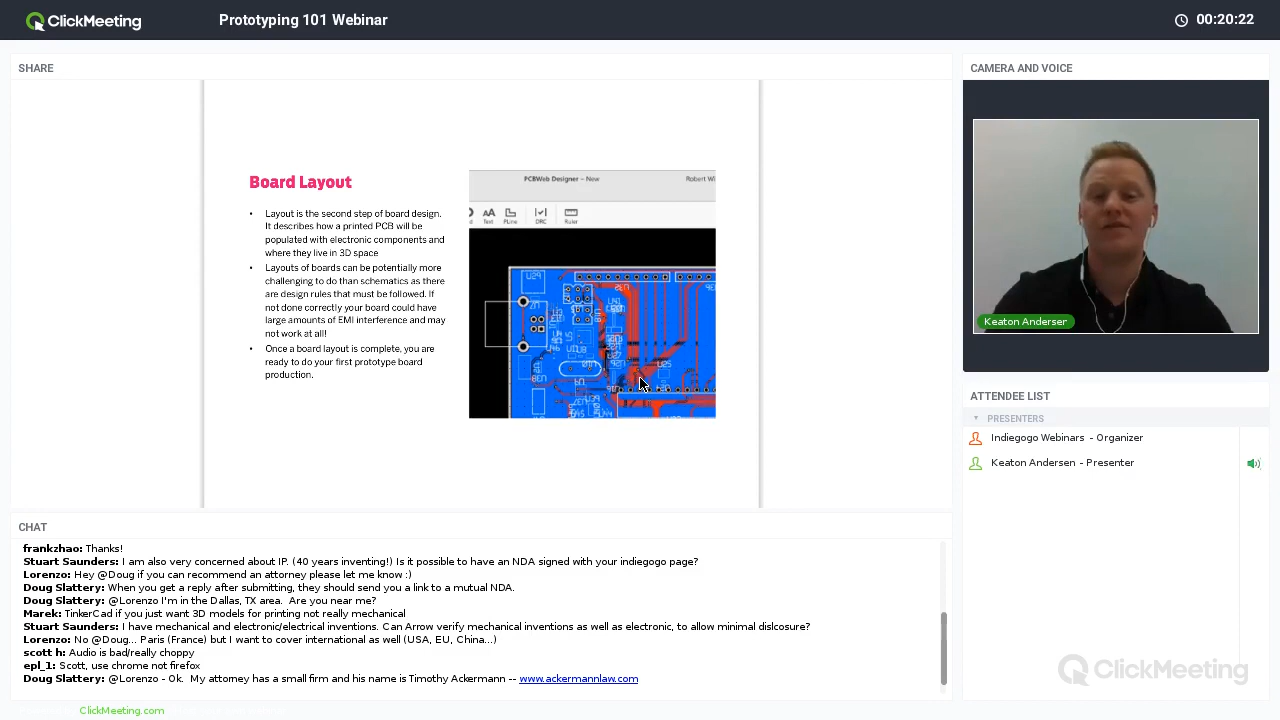 ClickMeeting
Prototyping 101 Webinar
00:20:22
SHARE
Board Layout
• Layout is the second step of board design.
It describes how a printed PCB will be
populated with electronic components and
where they live in 3D space
• Layouts of boards can be potentially more
challenging to do than schematics as there
are design rules that must be followed. If
not done correctly your board could have
large amounts of EMI interference and may
not work at all!
• Once a board layout is complete, you are
ready to do your first prototype board
production.
PCBWeb Designer – New
Robert Wi
Text PLine DRC Ruler
U29
CAMERA AND VOICE
Keaton Andersen
ATTENDEE LIST
PRESENTERS
Indiegogo Webinars - Organizer
Keaton Andersen - Presenter
CHAT
frankzhao: Thanks!
Stuart Saunders: I am also very concerned about IP. (40 years inventing!) Is it possible to have an NDA signed with your indiegogo page?
Lorenzo: Hey @Doug if you can recommend an attorney please let me know :)
Doug Slattery: When you get a reply after submitting, they should send you a link to a mutual NDA.
Doug Slattery: @Lorenzo I'm in the Dallas, TX area. Are you near me?
Marek: TinkerCad if you just want 3D models for printing not really mechanical
Stuart Saunders: I have mechanical and electronic/electrical inventions. Can Arrow verify mechanical inventions as well as electronic, to allow minimal dislcosure?
Lorenzo: No @Doug... Paris (France) but I want to cover international as well (USA, EU, China...)
scott h: Audio is bad/really choppy
epl_1: Scott, use chrome not firefox
Doug Slattery: @Lorenzo - Ok. My attorney has a small firm and his name is Timothy Ackermann -- www.ackermannlaw.com
ClickMeeting
ClickMeeting.com